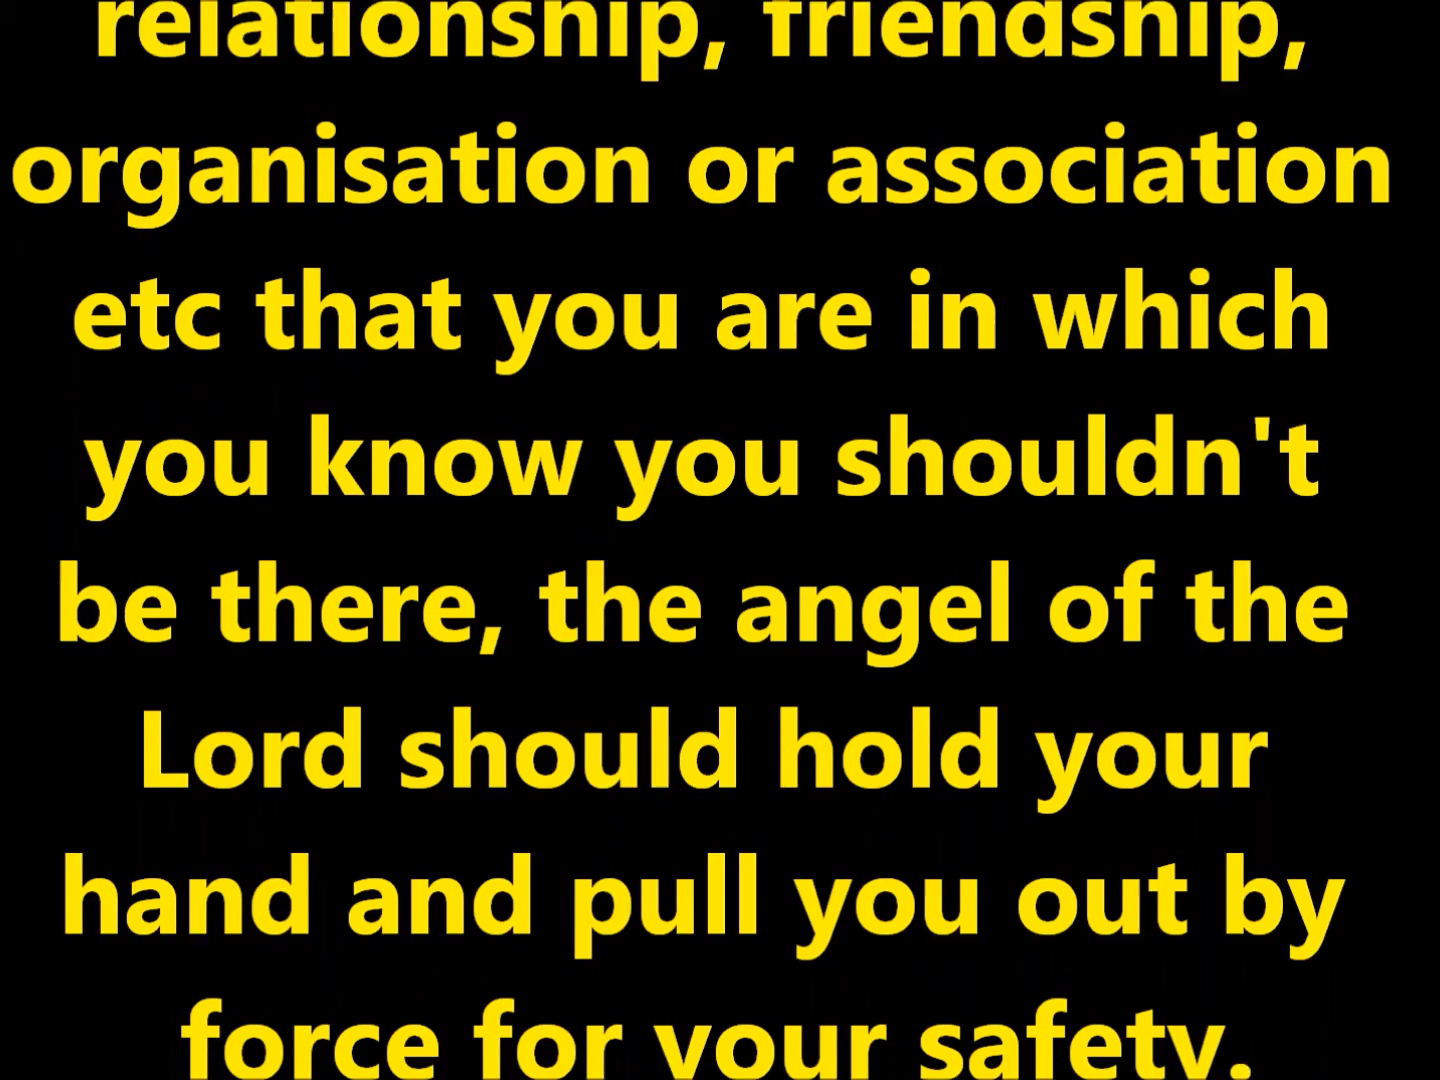 relationship, friendship,
organisation or association
etc that you are in which
you know you shouldn't
be there, the angel of the
Lord should hold your
hand and pull you out by
force for your safety.